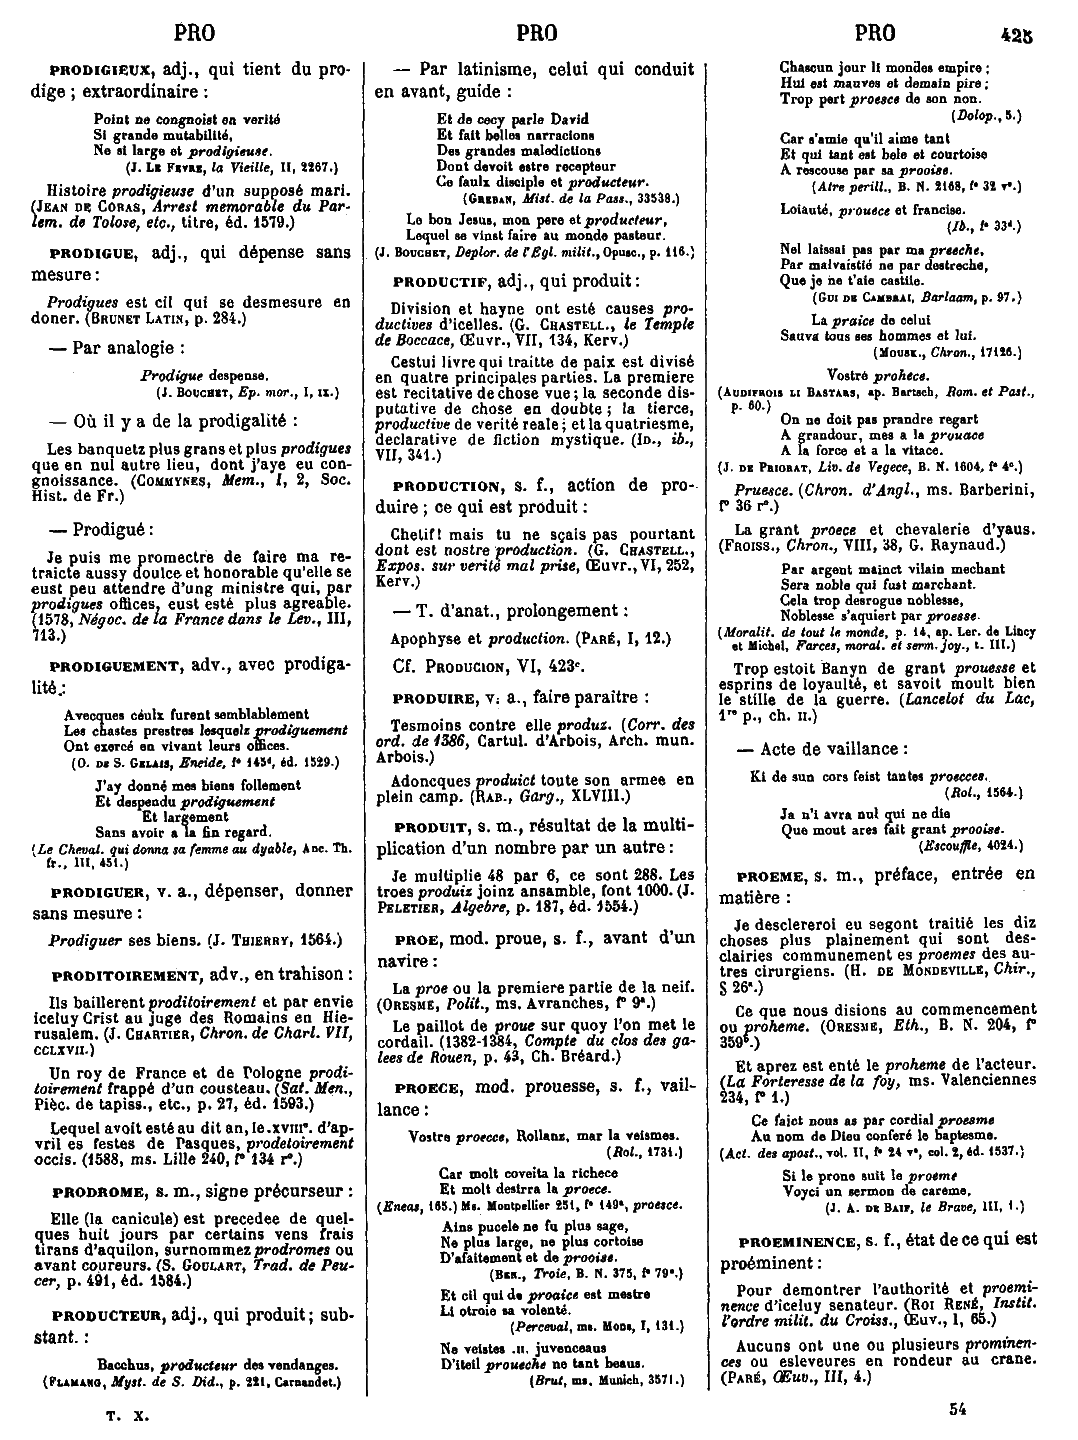 PRO
PRO
PRO
425
PRODIGIEUX, adj., qui tient du pro-
dige ; extraordinaire :
Point ne congnoist on verité
Si grande mutabilité,
Ne si large et prodigieuse.
(J. LE FEVRE, la Vieille, II, 2267.)
Histoire prodigieuse d'un supposé mari.
(JEAN DE CORAS, Arrest memorable du Par-
lem. de Tolose, etc., titre, éd. 1579.)
PRODIGUE, adj., qui dépense sans
mesure :
Prodigues est cil qui se desmesure en
doner. (BRUNET LATIN, p. 284.)
— Par analogie :
Prodigue despense.
(J. BOUCHET, Ep. mor., I, IX.)
— Où il y a de la prodigalité :
Les banquetz plus grans et plus prodigues
que en nul autre lieu, dont j'aye eu con-
gnoissance. (COMMYNES, Mem., I, 2, Soc.
Hist. de Fr.)
— Prodigué :
Je puis me promectre de faire ma re-
traicte aussy doulce et honorable qu'elle se
eust peu attendre d'ung ministre qui, par
prodigues offices, eust esté plus agreable.
(1578, Négoc. de la France dans le Lev., III,
713.)
PRODIGUEMENT, adv., avec prodiga-
lité :
Avecques céulx furent semblablement
Les chastes prestres lesquelz prodiguement
Ont exercé en vivant leurs offices.
(O. DE S. GELAIS, Eneide, f° 145d, éd. 1529.)
J'ay donné mes biens follement
Et despendu prodiguement
Et largement
Sans avoir a la fin regard.
(Le Cheval. qui donna sa femme au dyable, Anc. Th.
fr., III, 451.)
PRODIGUER, v. a., dépenser, donner
sans mesure :
Prodiguer ses biens. (J. THIERRY, 1564.)
PRODITOIREMENT, adv., en trahison :
Ils baillerent proditoirement et par envie
iceluy Crist au juge des Romains en Hie-
rusalem. (J. CHARTIER, Chron. de Charl. VII,
CCLXVII.)
Un roy de France et de Pologne prodi-
toirement frappé d'un cousteau. (Sat. Men.,
Pièc. de tapiss., etc., p. 27, éd. 1593.)
Lequel avoit esté au dit an, le .XVIII°. d'ap-
vril es festes de Pasques, prodetoirement
occis. (1588, ms. Lille 240, f° 134 r°.)
PRODROME, s. m., signe précurseur :
Elle (la canicule) est precedee de quel-
ques huit jours par certains vens frais
tirans d'aquilon, surnommez prodromes ou
avant coureurs. (S. GOULART, Trad. de Peu-
cer, p. 491, éd. 1584.)
PRODUCTEUR, adj., qui produit ; sub-
stant. :
Bacchus, producteur des vendanges.
(FLAMANG, Myst. de S. Did., p. 221, Carnandet.)
T. X.
— Par latinisme, celui qui conduit
en avant, guide :
Et de cecy parle David
Et fait belles narracions
Des grandes maledictions
Dont devoit estre recepteur
Ce faulx disciple et producteur.
(GREBAN, Mist. de la Pass., 33538.)
Le bon Jesus, mon pere et producteur,
Lequel se vinst faire au monde pasteur.
(J. BOUCHET, Deplor. de l'Egl. milit., Opusc., p. 116.)
PRODUCTIF, adj., qui produit :
Division et hayne ont esté causes pro-
ductives d'icelles. (G. CHASTELL., le Temple
de Boccace, Œuvr., VII, 134, Kerv.)
Cestui livre qui traitte de paix est divisé
en quatre principales parties. La premiere
est recitative de chose vue ; la seconde dis-
putative de chose en doubte ; la tierce,
productive de verité reale ; et la quatriesme,
declarative de fiction mystique. (ID., ib.,
VII, 341.)
PRODUCTION, s. f., action de pro-
duire ; ce qui est produit :
Chetif! mais tu ne sçais pas pourtant
dont est nostre production. (G. CHASTELL.,
Expos. sur verité mal prise, Œuvr., VI, 252,
Kerv.)
— T. d'anat., prolongement :
Apophyse et production. (PARÉ, I, 12.)
Cf. PRODUCION, VI, 423c.
PRODUIRE, v. a., faire paraître :
Tesmoins contre elle produz. (Corr. des
ord. de 1386, Cartul. d'Arbois, Arch. mun.
Arbois.)
Adoncques produict toute son armee en
plein camp. (RAB., Garg., XLVIII.)
PRODUIT, s. m., résultat de la multi-
plication d'un nombre par un autre :
Je multiplie 48 par 6, ce sont 288. Les
troes produiz joinz ansamble, font 1000. (J.
PELETIER, Algebre, p. 187, éd. 1554.)
PROE, mod. proue, s. f., avant d'un
navire :
La proe ou la premiere partie de la neif.
(ORESME, Polit., ms. Avranches, f° 9a.)
Le paillot de proue sur quoy l'on met le
cordail. (1382-1384, Compte du clos des ga-
lees de Rouen, p. 43, Ch. Bréard.)
PROECE, mod. prouesse, s. f., vail-
lance :
Vostre proecce, Rollanz, mar la veismes.
(Rol., 1731.)
Car molt coveita la richece
Et molt desirra la proece.
(Eneas, 165.) Ms. Montpellier 251, f° 149a, proesce.
Ains pucele ne fu plus sage,
Ne plus large, ne plus cortoise
D'afaitement et de prooise.
(BEN., Troie, B. N. 375, f° 79a.)
Et cil qui de proaice est mestre
Li otroie sa volenté.
(Perceval, ms. Mons, I, 131.)
Ne veistes .II. juvenceaus
D'iteil proueche ne tant beaus.
(Brut, ms. Munich, 3571.)
Chascun jour li mondes empire ;
Hui est mauves et demain pire ;
Trop pert proesce de son non.
(Dolop., 5.)
Car s'amie qu'il aime tant
Et qui tant est bele et courtoise
A rescouse par sa prooise.
(Atre perill., B. N. 2168, f° 32 v°.)
Loiauté, prouece et francise.
(Ib., f° 33d.)
Nel laissai pas par ma preeche,
Par malvaistié ne par destreche,
Que je ne t'aie castile.
(GUI DE CAMBRAI, Barlaam, p. 97.)
La praice de celui
Sauva tous ses hommes et lui.
(MOUSK., Chron., 17126.)
Vostre prohece.
(AUDIFROIS LI BASTARS, ap. Bartsch, Rom. et Past.,
p. 60.)
On ne doit pas prandre regart
A grandour, mes a la prouace
A la force et a la vitace.
(J. DE PRIORAT, Liv. de Vegece, B. N. 1604, f° 4c.)
Pruesce. (Chron. d'Angl., ms. Barberini,
f° 36 r°.)
La grant proece et chevalerie d'yaus.
(FROISS., Chron., VIII, 38, G. Raynaud.)
Par argent mainct vilain mechant
Sera noble qui fust marchant.
Cela trop desrogue noblesse,
Noblesse s'aquiert par proesse.
(Moralit. de tout le monde, p. 14, ap. Ler. de Lincy
et Michel, Farces, moral. et serm. joy., t. III.)
Trop estoit Banyn de grant prouesse et
esprins de loyaulté, et savoit moult bien
le stille de la guerre. (Lancelot du Lac,
1re p., ch. II.)
— Acte de vaillance :
Ki de sun cors feist tantes proecces.
(Rol., 1564.)
Ja n'i avra nul qui ne die
Que mout ares fait grant prooise.
(Escouffle, 4024.)
PROEME, s. m., préface, entrée en
matière :
Je desclereroi eu segont traitié les diz
choses plus plainement qui sont des-
clairies communement es proemes des au-
tres cirurgiens. (H. DE MONDEVILLE, Chir.,
§ 26a.)
Ce que nous disions au commencement
ou proheme. (ORESME, Eth., B. N. 204, f°
359b.)
Et aprez est enté le proheme de l'acteur.
(La Forteresse de la foy, ms. Valenciennes
234, f° 1.)
Ce faict nous as par cordial proesme
Au nom de Dieu conferé le baptesme.
(Act. des apost., vol. II, f° 24 v°, col. 2, éd. 1537.)
Si le prone suit le proeme
Voyci un sermon de careme.
(J. A. DE BAIF, le Brave, III, 1.)
PROEMINENCE, s. f., état de ce qui est
proéminent :
Pour demontrer l'authorité et proemi-
nence d'iceluy senateur. (ROI RENÉ, Instit.
l'ordre milit. du Croiss., Œuv., I, 65.)
Aucuns ont une ou plusieurs prominen-
ces ou esleveures en rondeur au crane.
(PARÉ, Œuv., III, 4.)
54